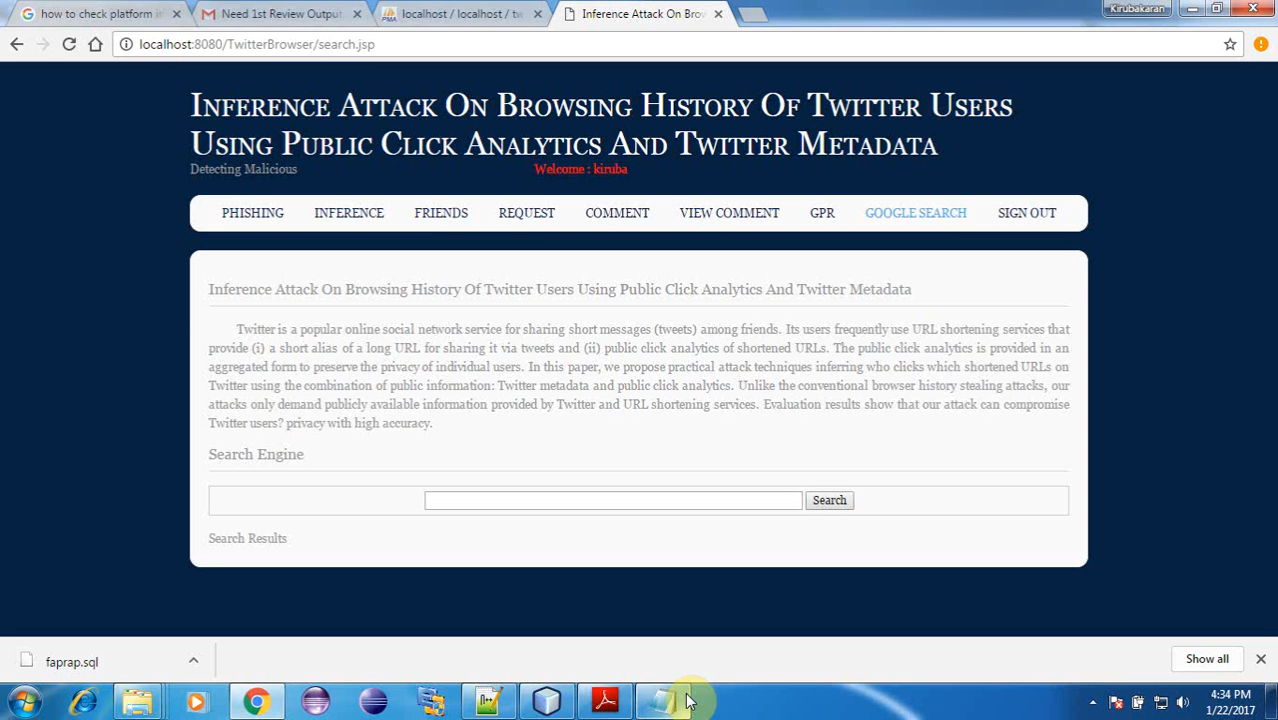 how to check platform i
Need 1st Review Output
localhost / localhost / tw
Inference Attack On Brow
Kirubakaran
localhost:8080/TwitterBrowser/search.jsp
Inference Attack On Browsing History Of Twitter Users
Using Public Click Analytics And Twitter Metadata
Detecting Malicious
Welcome : kiruba
PHISHING INFERENCE FRIENDS REQUEST COMMENT VIEW COMMENT GPR GOOGLE SEARCH SIGN OUT
Inference Attack On Browsing History Of Twitter Users Using Public Click Analytics And Twitter Metadata
Twitter is a popular online social network service for sharing short messages (tweets) among friends. Its users frequently use URL shortening services that
provide (i) a short alias of a long URL for sharing it via tweets and (ii) public click analytics of shortened URLs. The public click analytics is provided in an
aggregated form to preserve the privacy of individual users. In this paper, we propose practical attack techniques inferring who clicks which shortened URLs on
Twitter using the combination of public information: Twitter metadata and public click analytics. Unlike the conventional browser history stealing attacks, our
attacks only demand publicly available information provided by Twitter and URL shortening services. Evaluation results show that our attack can compromise
Twitter users? privacy with high accuracy.
Search Engine
Search
Search Results
faprap.sql
Show all
4:34 PM
1/22/2017